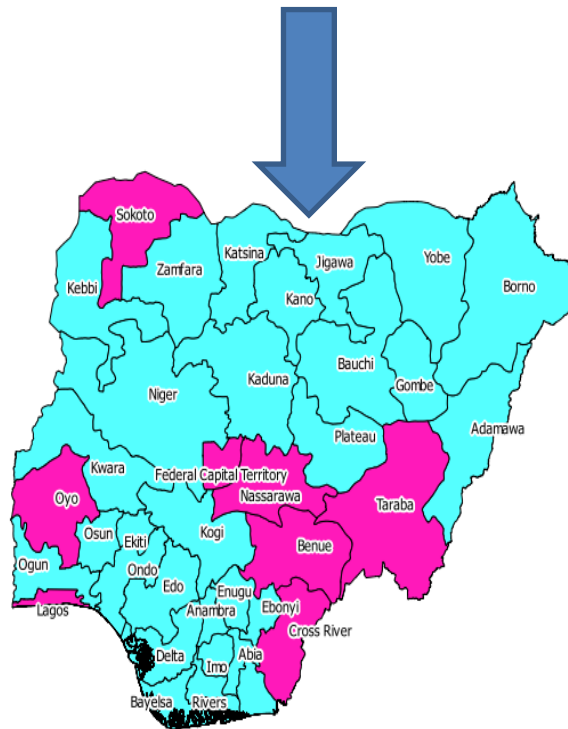 Sokoto
Katsina
Yobe
Zamfara
Jigawa
Kebbi
Borno
Kano
Bauchi
Kaduna
Gombe
Niger
Adamawa
Plateau
Kwara
Federal Capital Territory
Oyo
Nassarawa
Taraba
Kogi
Osun
Ekiti
Benue
Ogun
Ondo
Edo
Enugu
Anambra
Ebonyi
Lagos
Cross River
Delta
Imo
Abia
Bayelsa
Rivers